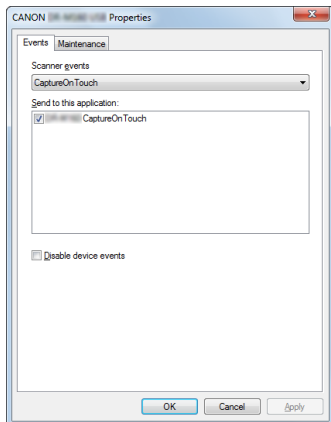 CANON Properties
Events Maintenance
Scanner events
CaptureOnTouch
Send to this application:
CaptureOnTouch
Disable device events
OK Cancel Apply